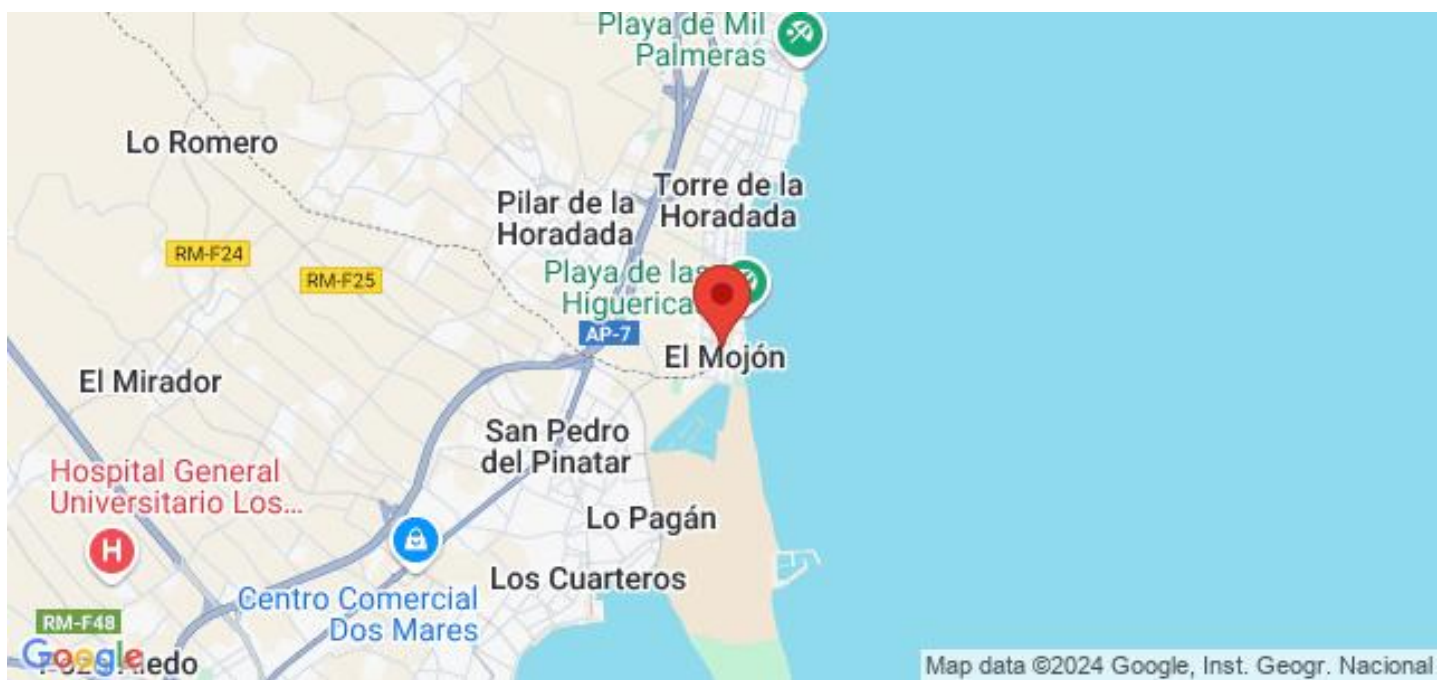 Playa de Mil
Palmeras
Lo Romero
Torre de la
Horadada
Pilar de la
Horadada
RM-F24
RM-F25
Playa de las
Higuericas
AP-7
El Mojón
El Mirador
San Pedro
del Pinatar
Hospital General
Universitario Los...
H
Lo Pagán
Los Cuarteros
Centro Comercial
Dos Mares
RM-F48
Google
Map data ©2024 Google, Inst. Geogr. Nacional